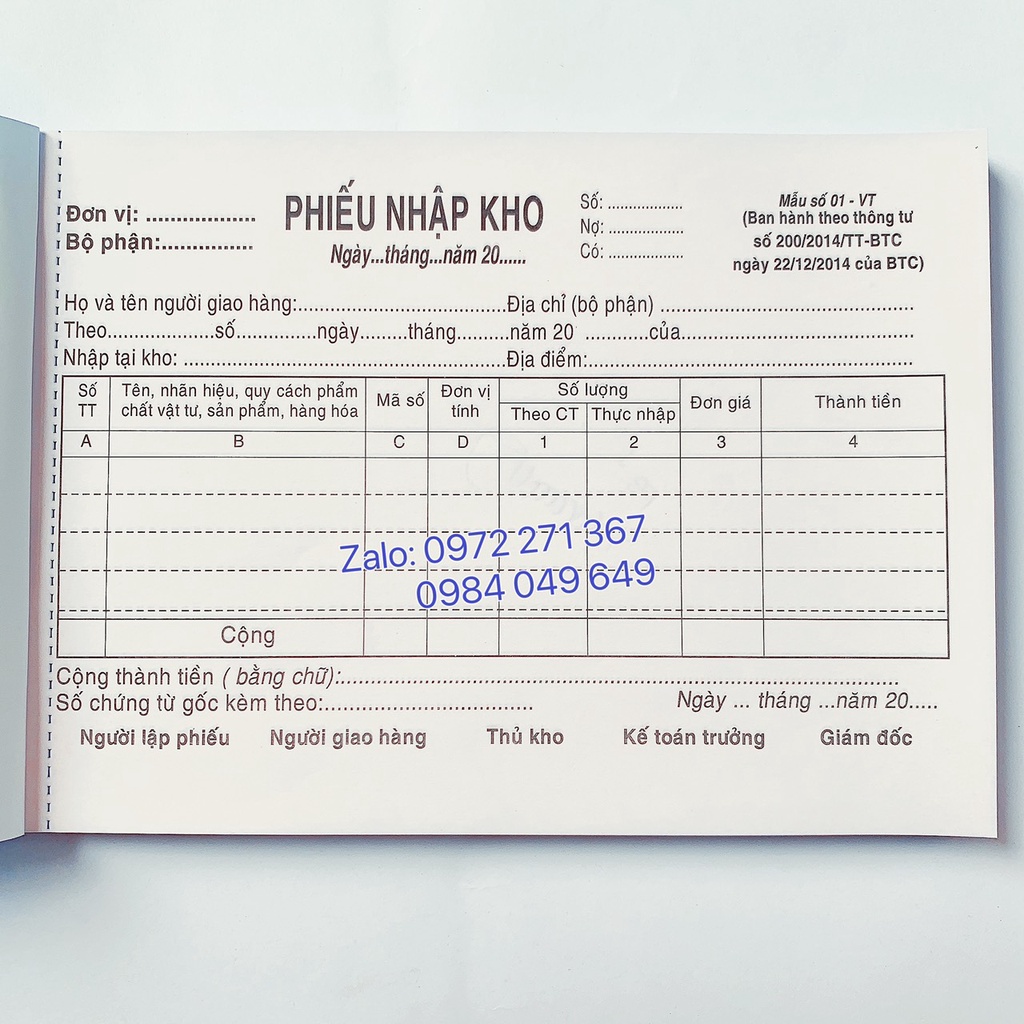 Đơn vị: ................... PHIẾU NHẬP KHO Số: .................. Mẫu số 01 - VT
Bộ phận:............... Nợ: .................. (Ban hành theo thông tư
Ngày...tháng...năm 20...... Có: .................. số 200/2014/TT-BTC
ngày 22/12/2014 của BTC)
Họ và tên người giao hàng:......................................Địa chỉ (bộ phận) ..............................................
Theo....................số...............ngày.........tháng..........năm 20 ............của...........................................
Nhập tại kho: ...........................................................Địa điểm:............................................................
Số TT Tên, nhãn hiệu, quy cách phẩm chất vật tư, sản phẩm, hàng hóa Mã số Đơn vị tính Số lượng Đơn giá Thành tiền
Theo CT Thực nhập
A B C D 1 2 3 4
Zalo: 0972 271 367
0984 049 649
Cộng
Cộng thành tiền ( bằng chữ):....................................................................................................
Số chứng từ gốc kèm theo:..................................... Ngày ... tháng ...năm 20.....
Người lập phiếu Người giao hàng Thủ kho Kế toán trưởng Giám đốc